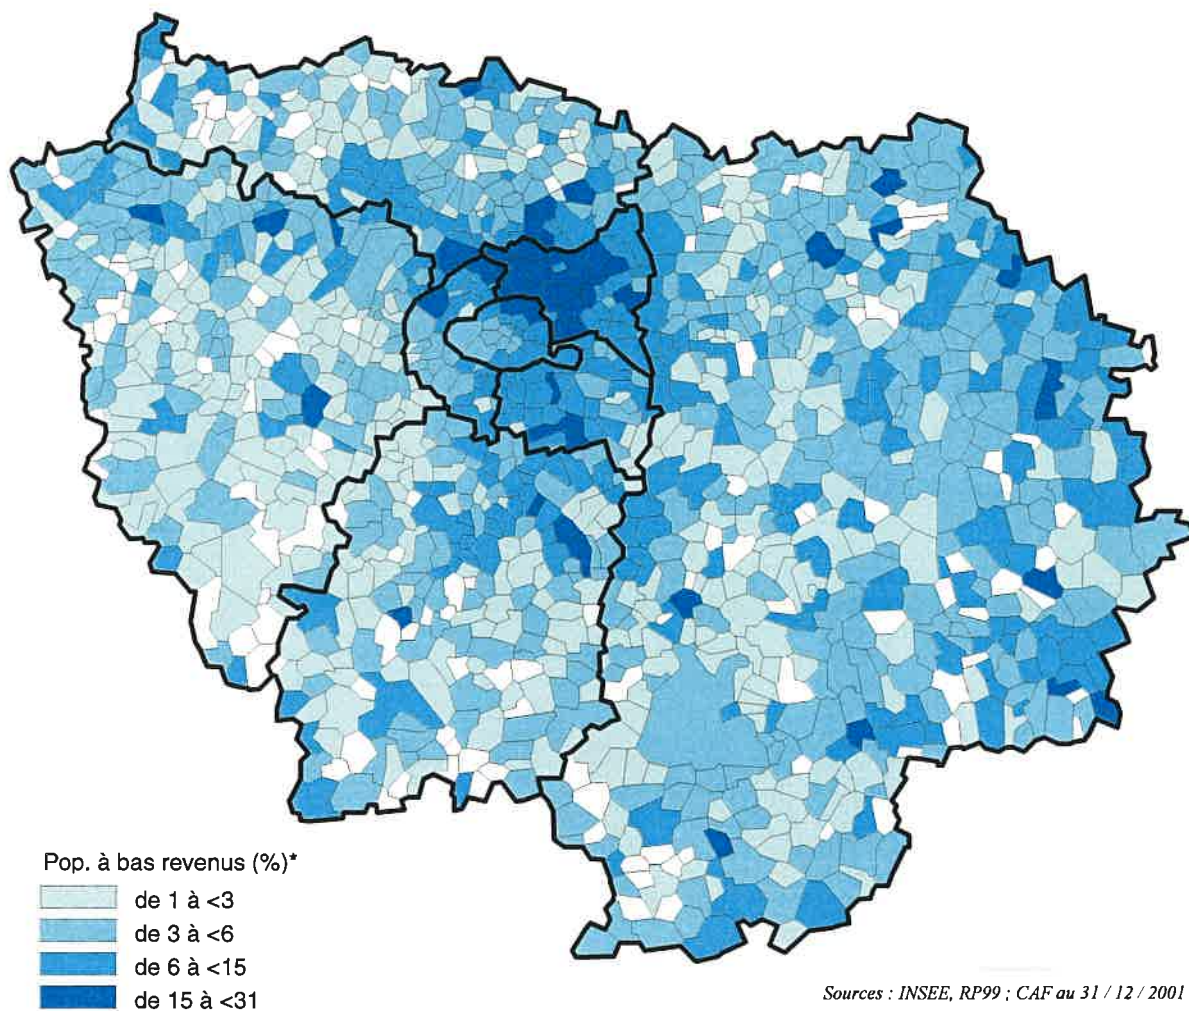 Pop. à bas revenus (%)*
de 1 à <3
de 3 à <6
de 6 à <15
de 15 à <31
Sources : INSEE, RP99 ; CAF au 31 / 12 / 2001